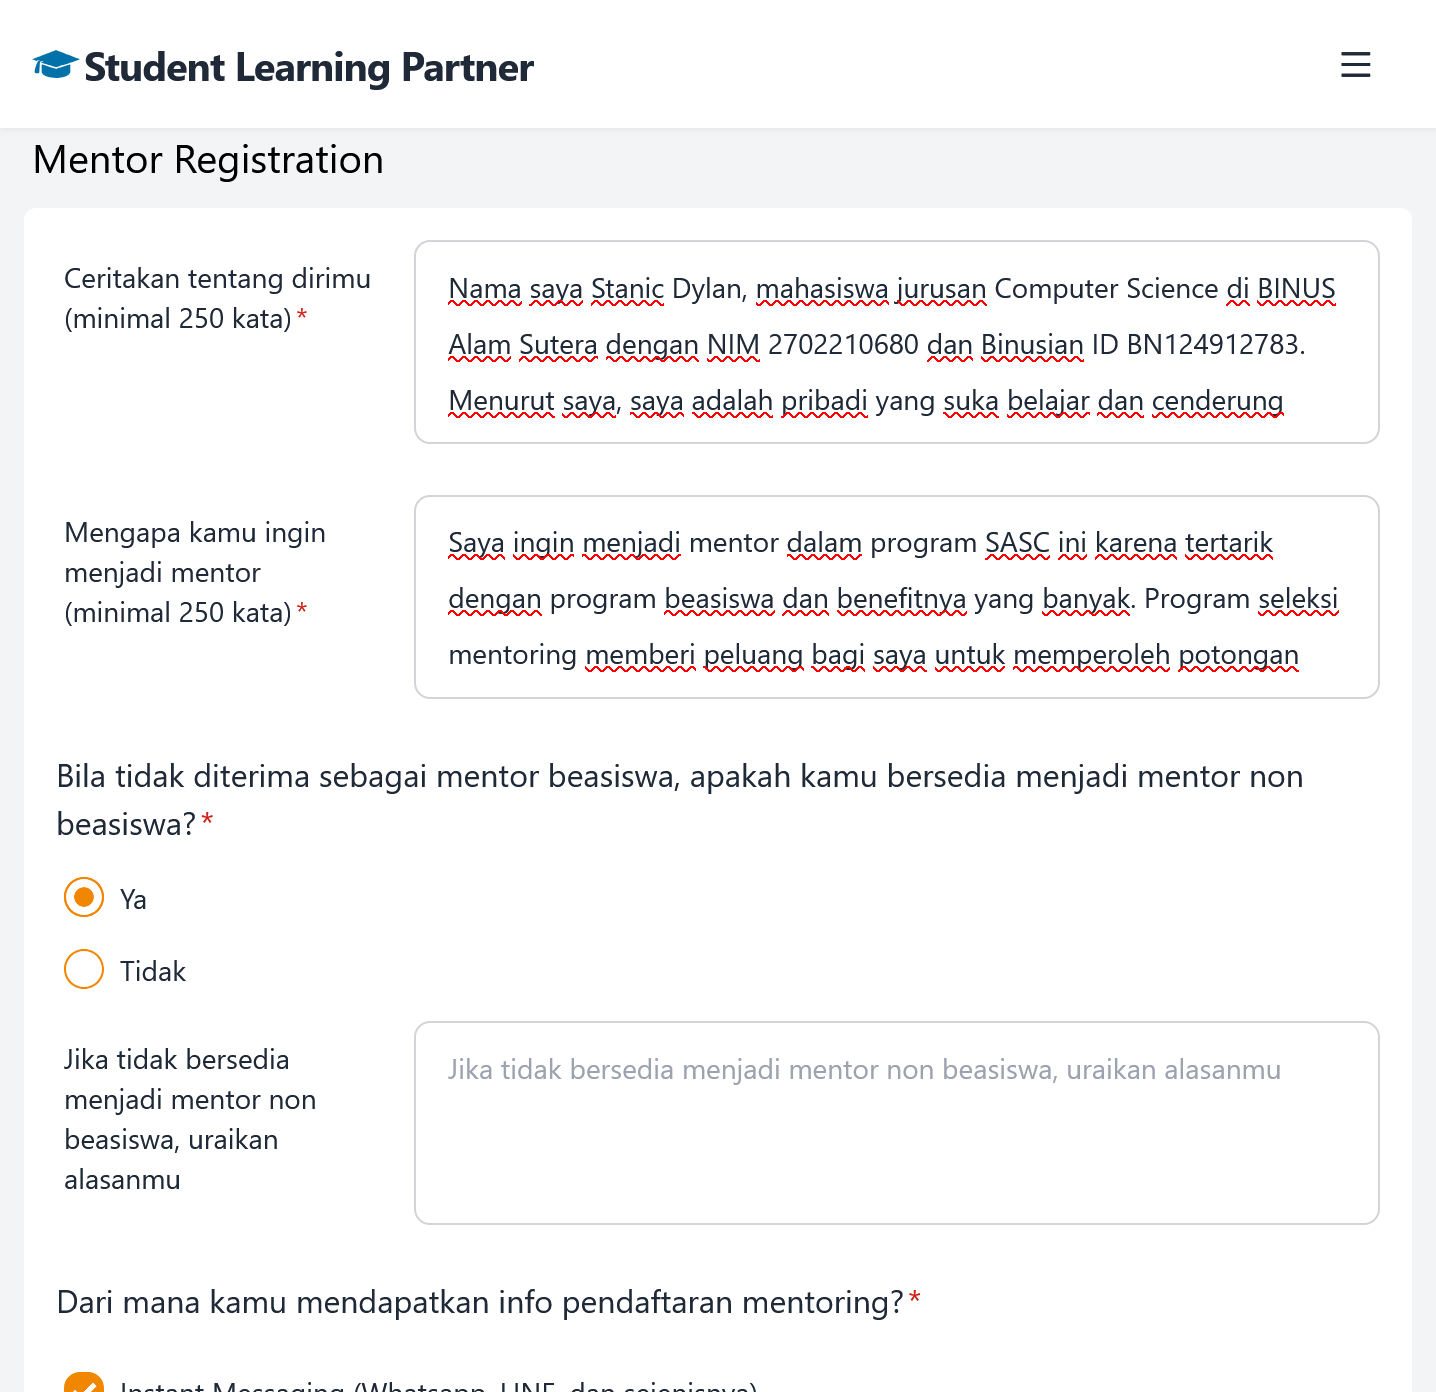 Student Learning Partner
Mentor Registration
Ceritakan tentang dirimu
(minimal 250 kata) *
Nama saya Stanic Dylan, mahasiswa jurusan Computer Science di BINUS
Alam Sutera dengan NIM 2702210680 dan Binusian ID BN124912783.
Menurut saya, saya adalah pribadi yang suka belajar dan cenderung
Mengapa kamu ingin
menjadi mentor
(minimal 250 kata) *
Saya ingin menjadi mentor dalam program SASC ini karena tertarik
dengan program beasiswa dan benefitnya yang banyak. Program seleksi
mentoring memberi peluang bagi saya untuk memperoleh potongan
Bila tidak diterima sebagai mentor beasiswa, apakah kamu bersedia menjadi mentor non
beasiswa? *
Ya
Tidak
Jika tidak bersedia
menjadi mentor non
beasiswa, uraikan
alasanmu
Jika tidak bersedia menjadi mentor non beasiswa, uraikan alasanmu
Dari mana kamu mendapatkan info pendaftaran mentoring? *
Instant Messaging (Whatsapp, LINE, dan sejenisnya)